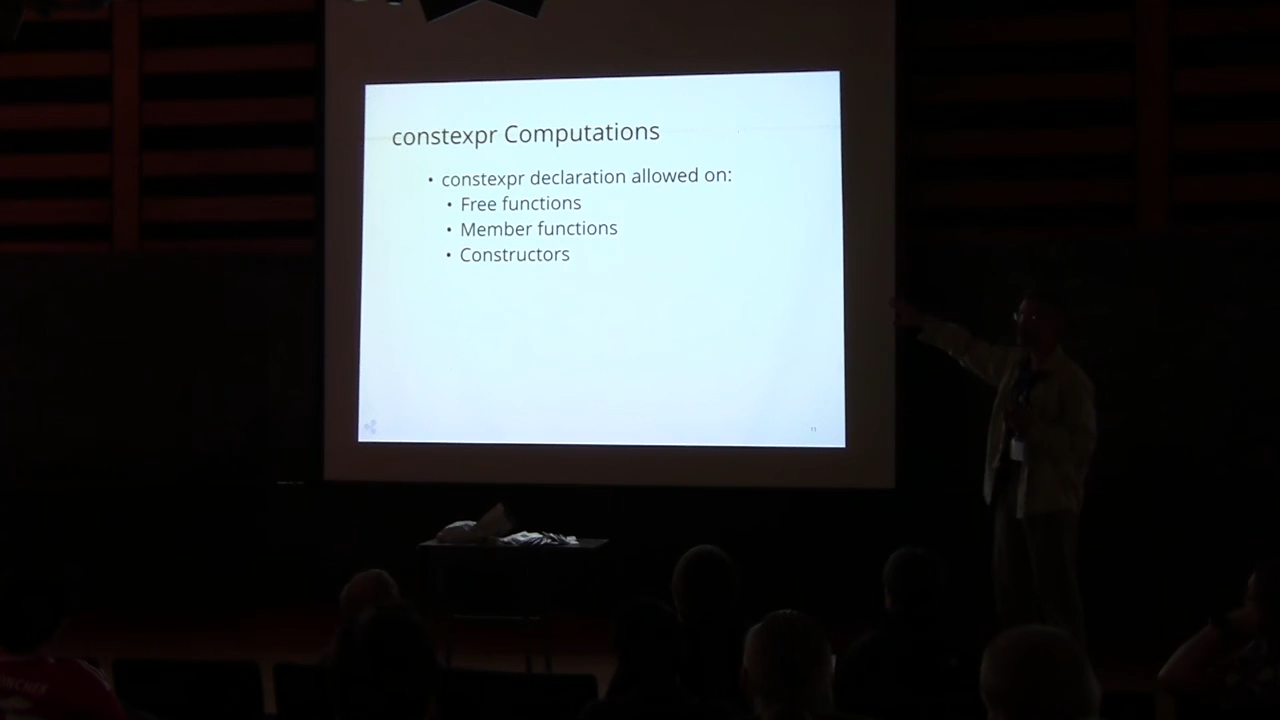 constexpr Computations
• constexpr declaration allowed on:
• Free functions
• Member functions
• Constructors